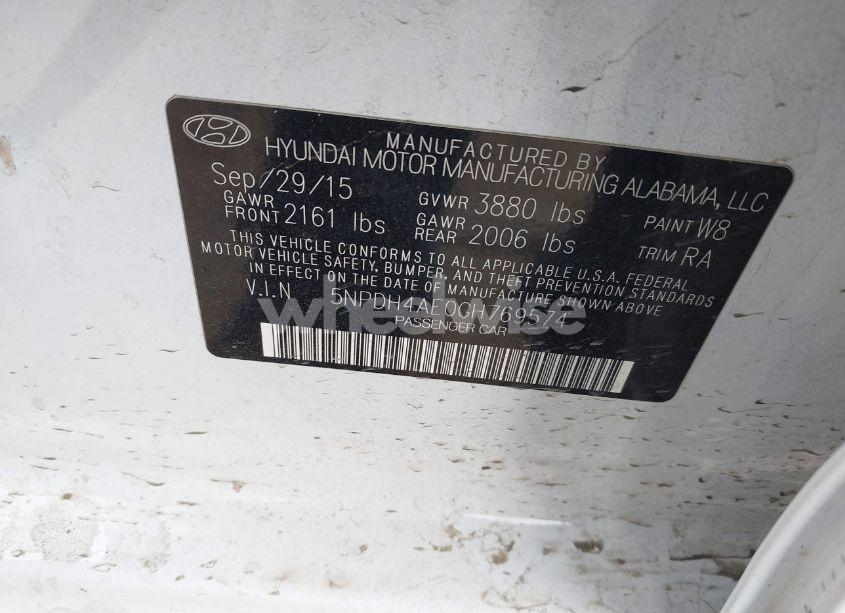 MANUFACTURED BY
HYUNDAI MOTOR MANUFACTURING ALABAMA, LLC
Sep/29/15 GVWR 3880 lbs PAINT W8
GAWR FRONT 2161 lbs GAWR REAR 2006 lbs TRIM RA
THIS VEHICLE CONFORMS TO ALL APPLICABLE U.S.A. FEDERAL
MOTOR VEHICLE SAFETY, BUMPER, AND THEFT PREVENTION STANDARDS
IN EFFECT ON THE DATE OF MANUFACTURE SHOWN ABOVE
V.I.N 5NPDH4AE0GH769574
PASSENGER CAR
wheelwise